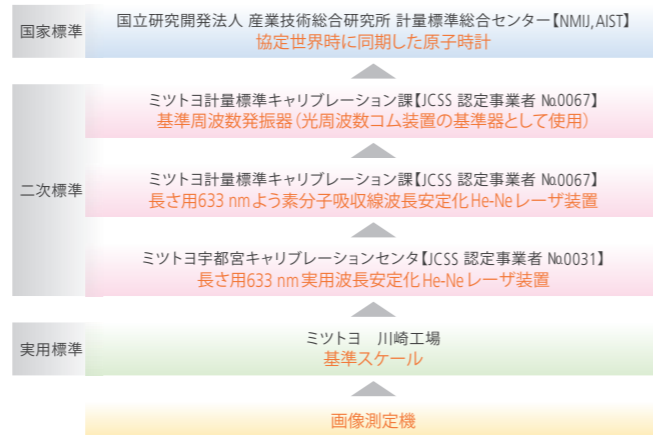 国家標準
国立研究開発法人 産業技術総合研究所 計量標準総合センター【NMIJ,AIST】
協定世界時に同期した原子時計
二次標準
ミツトヨ計量標準キャリブレーション課【JCSS 認定事業者 №0067】
基準周波数発振器(光周波数コム装置の基準器として使用)
ミツトヨ計量標準キャリブレーション課【JCSS 認定事業者 №0067】
長さ用633 nmよう素分子吸収線波長安定化He-Neレーザ装置
ミツトヨ宇都宮キャリブレーションセンタ【JCSS 認定事業者 №0031】
長さ用633 nm実用波長安定化He-Neレーザ装置
実用標準
ミツトヨ 川崎工場
基準スケール
画像測定機